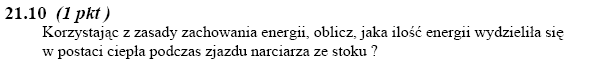 21.10 (1 pkt )
Korzystając z zasady zachowania energii, oblicz, jaka ilość energii wydzieliła się
w postaci ciepła podczas zjazdu narciarza ze stoku ?